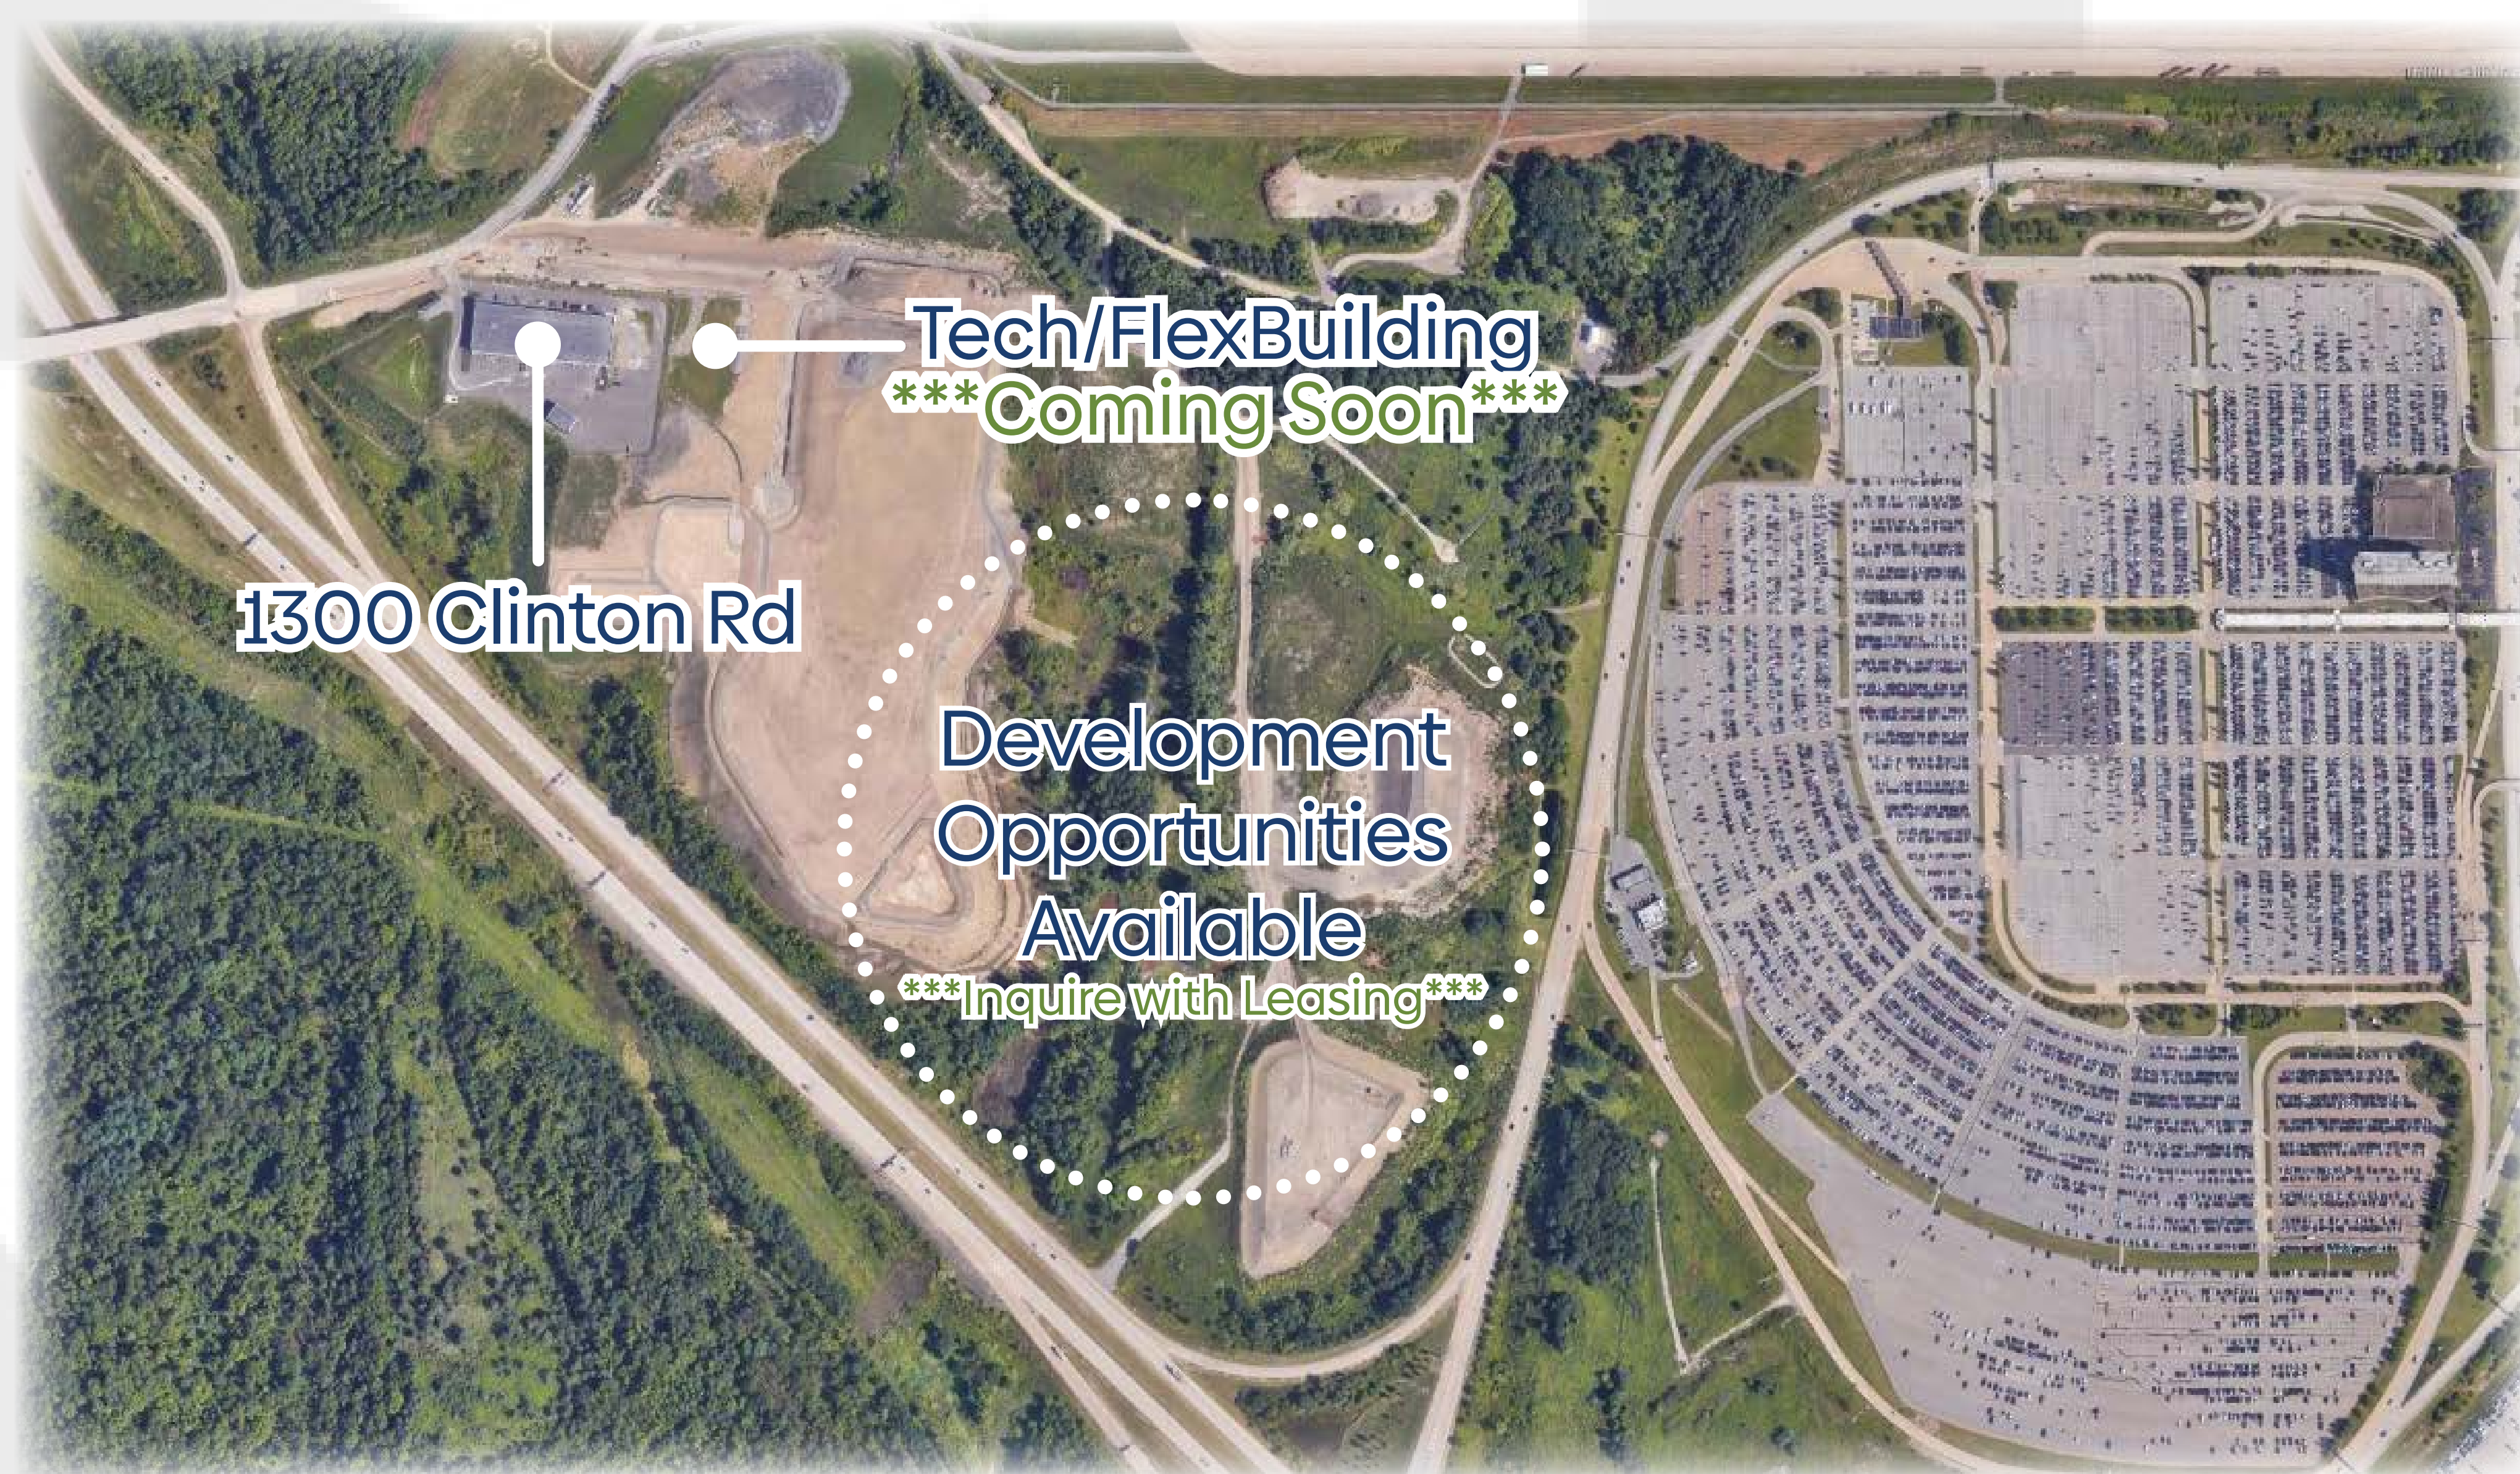 Tech/FlexBuilding
***Coming Soon***
1300 Clinton Rd
Development
Opportunities
Available
***Inquire with Leasing***